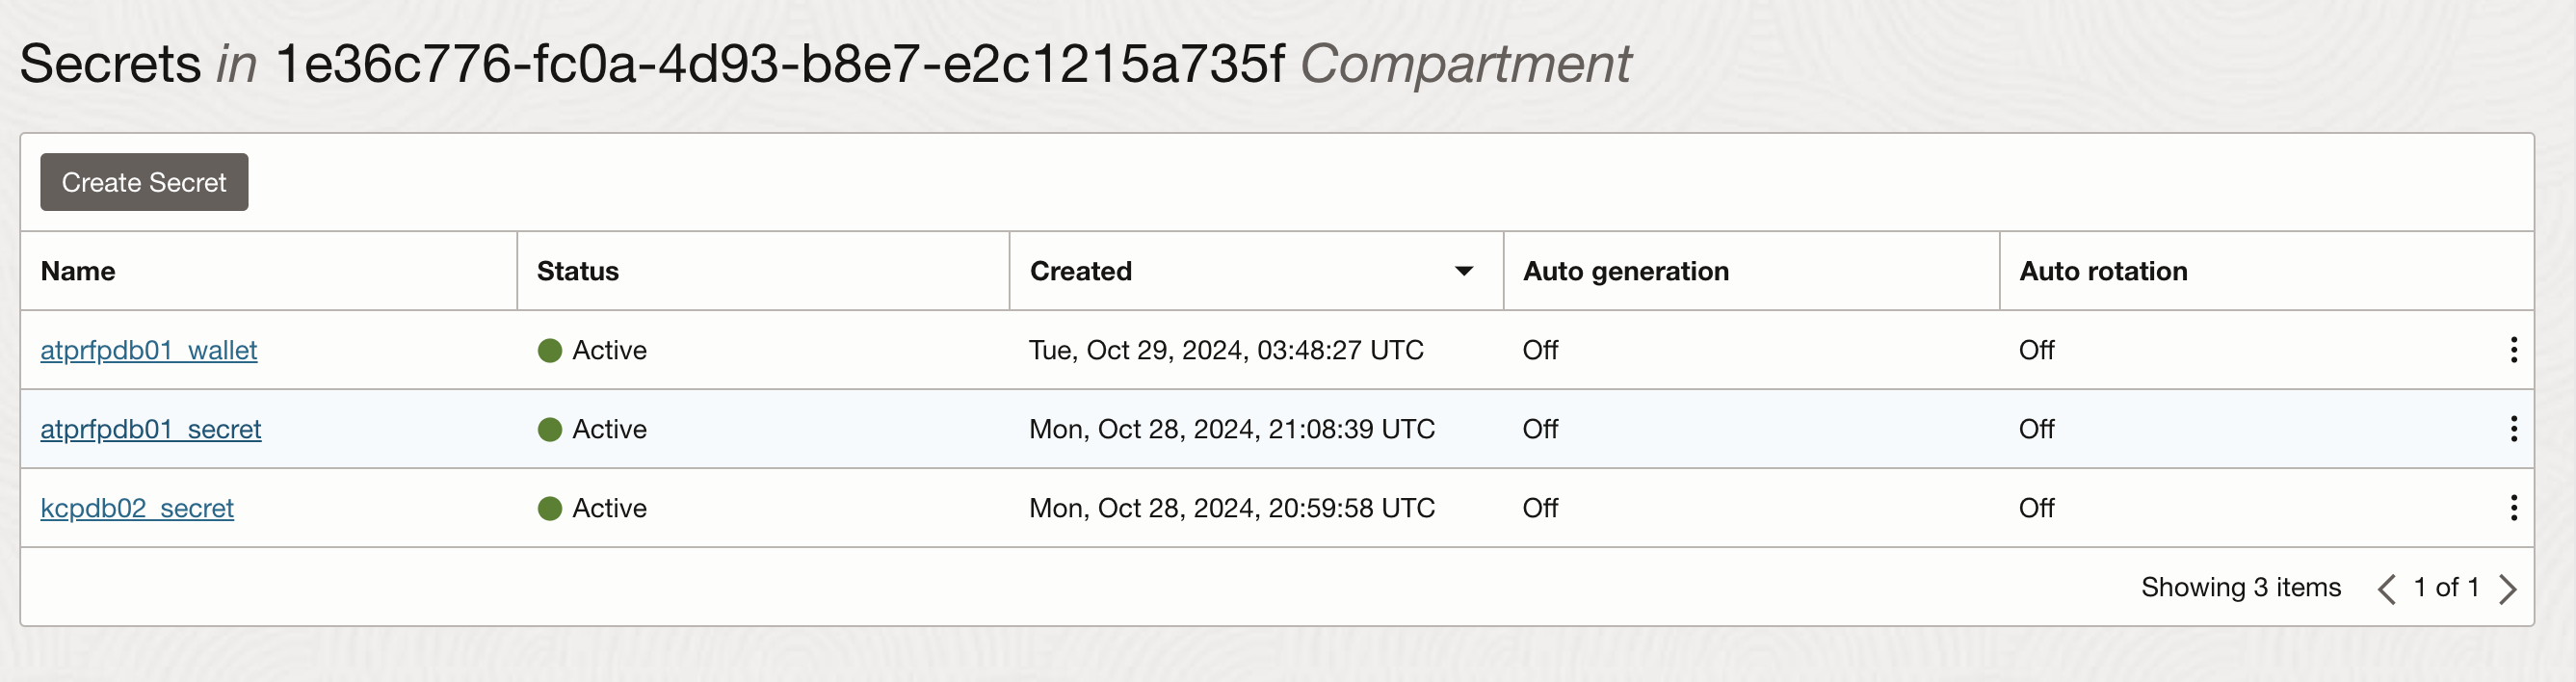 Secrets in 1e36c776-fc0a-4d93-b8e7-e2c1215a735f Compartment
Create Secret
Name Status Created Auto generation Auto rotation
atprfpdb01_wallet Active Tue, Oct 29, 2024, 03:48:27 UTC Off Off
atprfpdb01_secret Active Mon, Oct 28, 2024, 21:08:39 UTC Off Off
kcpdb02_secret Active Mon, Oct 28, 2024, 20:59:58 UTC Off Off
Showing 3 items 1 of 1